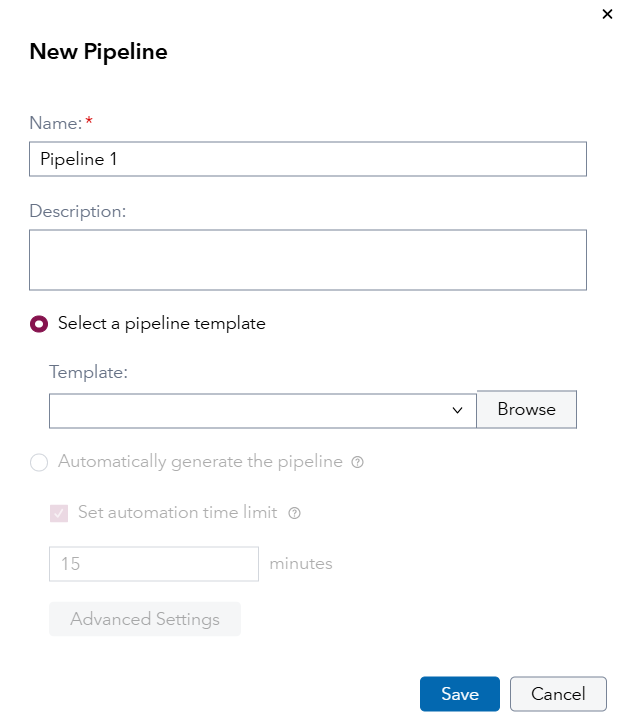 New Pipeline
Name:*
Pipeline 1
Description:
Select a pipeline template
Template:
Browse
Automatically generate the pipeline
Set automation time limit
15 minutes
Advanced Settings
Save Cancel